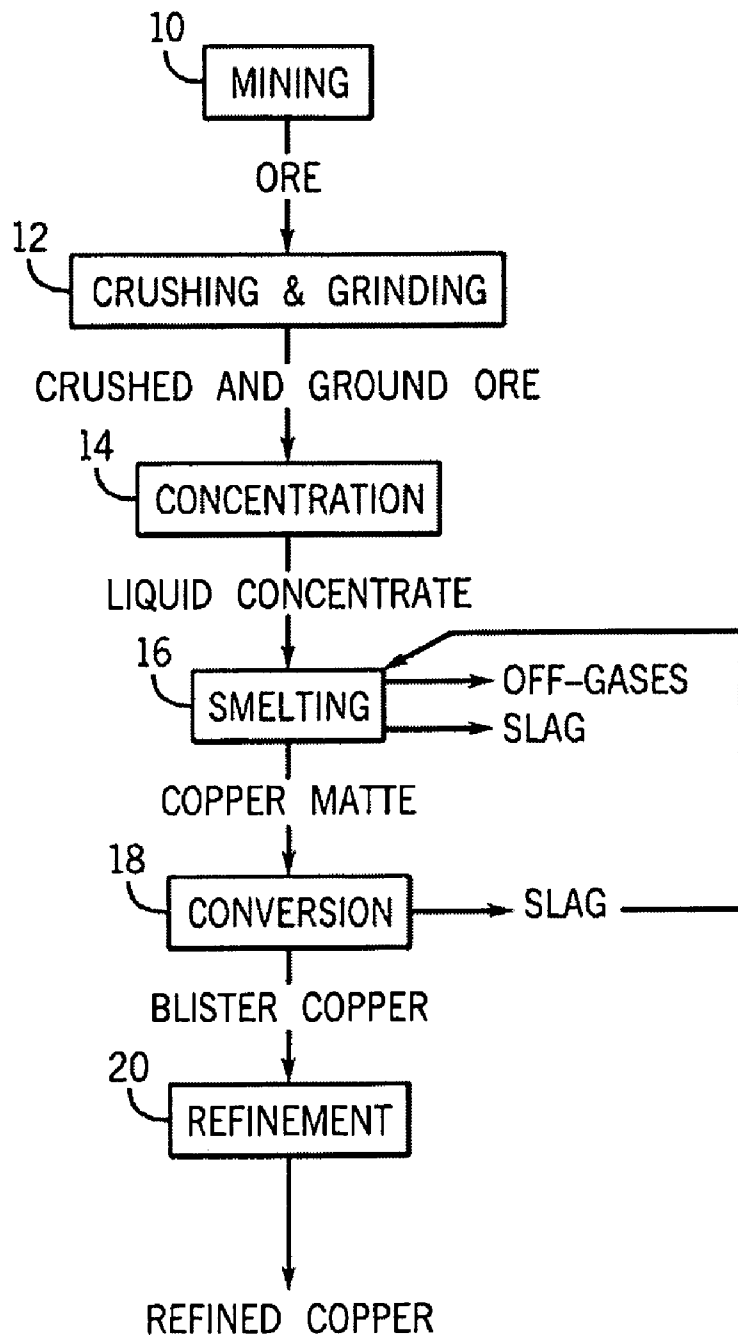 10
MINING
ORE
12
CRUSHING & GRINDING
CRUSHED AND GROUND ORE
14
CONCENTRATION
LIQUID CONCENTRATE
16
SMELTING
OFF-GASES
SLAG
COPPER MATTE
18
CONVERSION
SLAG
BLISTER COPPER
20
REFINEMENT
REFINED COPPER